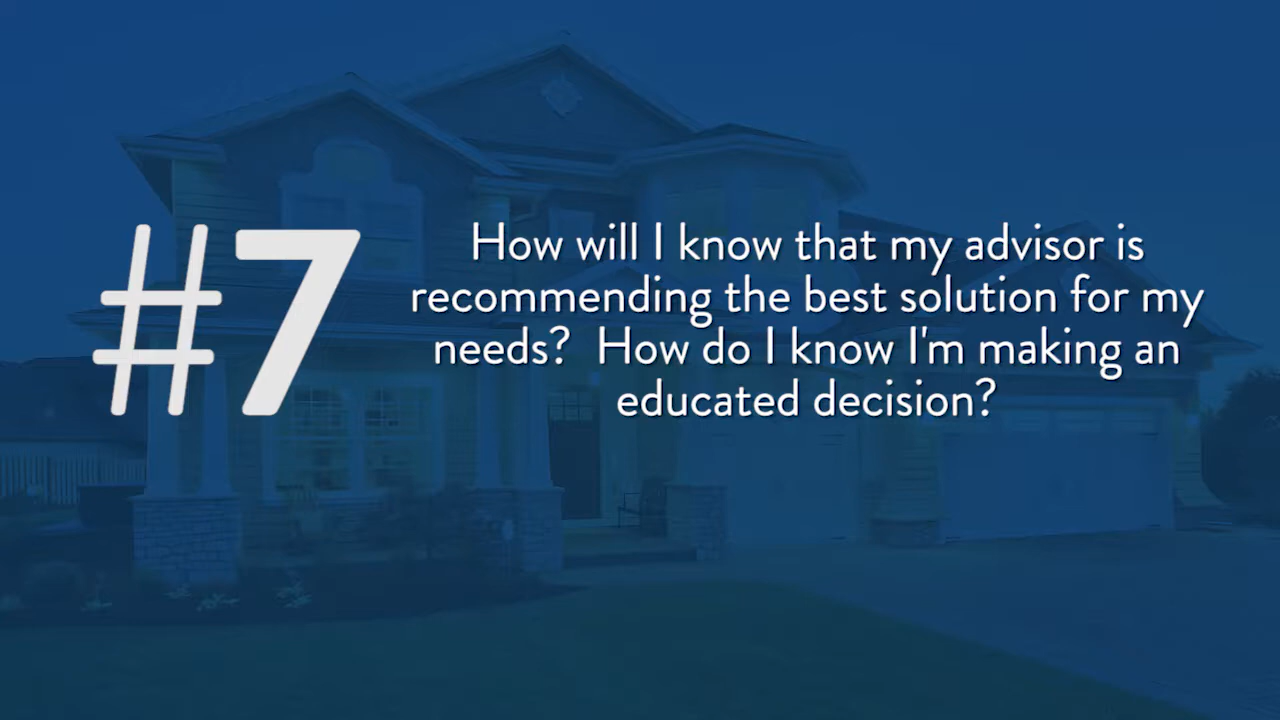 #7
How will I know that my advisor is
recommending the best solution for my
needs?  How do I know I'm making an
educated decision?